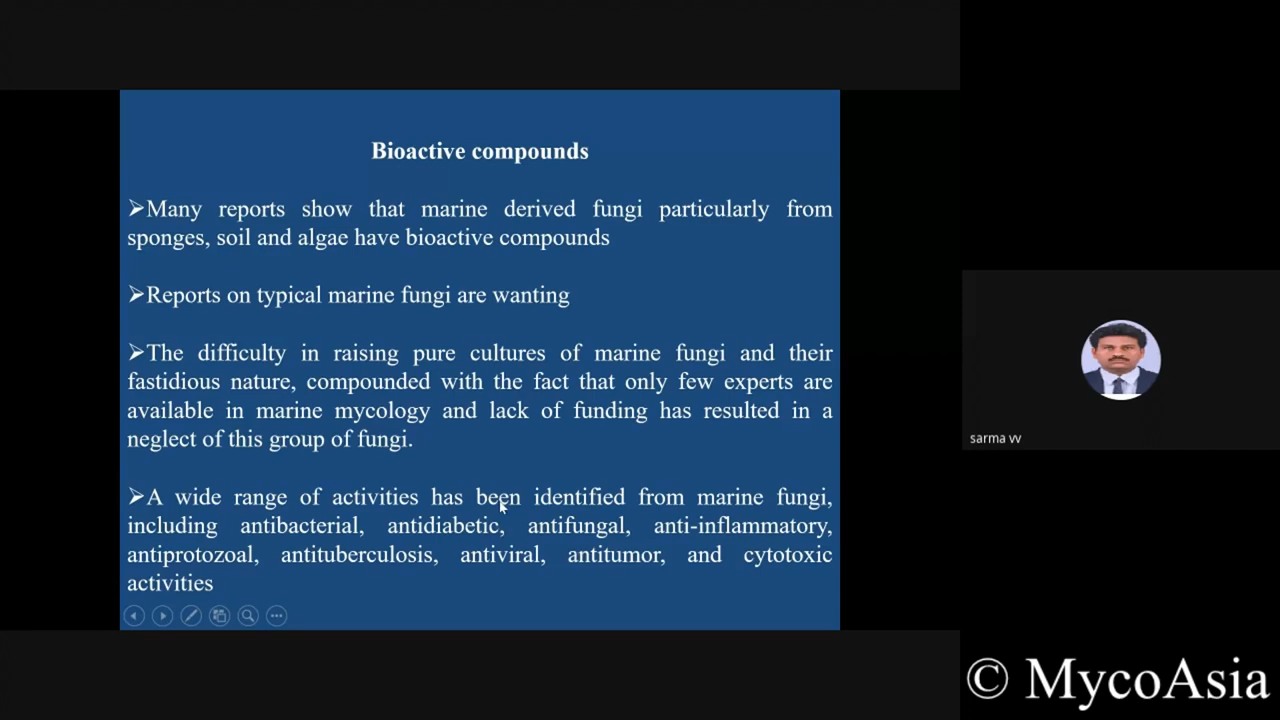 Bioactive compounds
➢Many reports show that marine derived fungi particularly from
sponges, soil and algae have bioactive compounds
➢Reports on typical marine fungi are wanting
➢The difficulty in raising pure cultures of marine fungi and their
fastidious nature, compounded with the fact that only few experts are
available in marine mycology and lack of funding has resulted in a
neglect of this group of fungi.
➢A wide range of activities has been identified from marine fungi,
including antibacterial, antidiabetic, antifungal, anti-inflammatory,
antiprotozoal, antituberculosis, antiviral, antitumor, and cytotoxic
activities
sarma vv
© MycoAsia